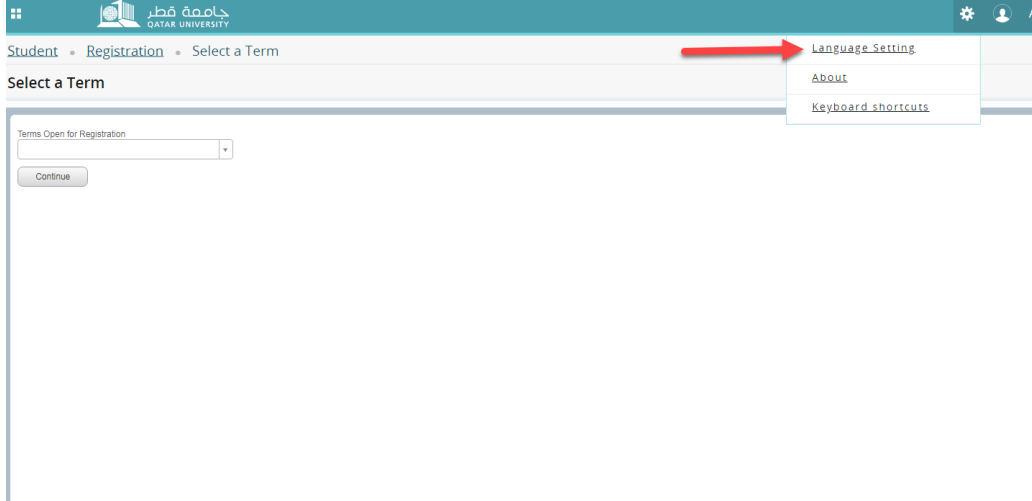 جامعة قطر
QATAR UNIVERSITY
Student Registration Select a Term
Language Setting
Select a Term
About
Keyboard shortcuts
Terms Open for Registration
Continue